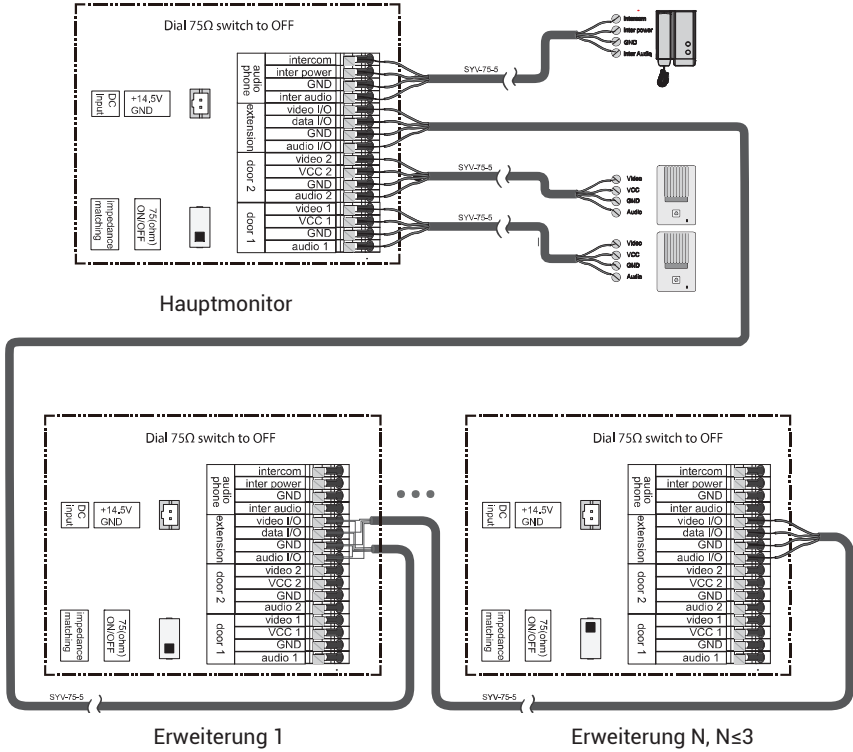 Dial 75Ω switch to OFF
DC Input
+14,5V
GND
impedance matching
75(ohm)
ON/OFF
audio phone
intercom
inter power
GND
inter audio
extension
video I/O
data I/O
GND
audio I/O
door 2
video 2
VCC 2
GND
audio 2
door 1
video 1
VCC 1
GND
audio 1
SYV-75-5
Intercom
Inter power
GND
Inter Audio
SYV-75-5
Video
VCC
GND
Audio
SYV-75-5
Video
VCC
GND
Audio
Hauptmonitor
Dial 75Ω switch to OFF
DC Input
+14.5V
GND
impedance matching
75(ohm)
ON/OFF
audio phone
intercom
inter power
GND
inter audio
extension
video I/O
data I/O
GND
audio I/O
door 2
video 2
VCC 2
GND
audio 2
door 1
video 1
VCC 1
GND
audio 1
SYV-75-5
Erweiterung 1
Dial 75Ω switch to OFF
DC Input
+14.5V
GND
impedance matching
75(ohm)
ON/OFF
audio phone
intercom
inter power
GND
inter audio
extension
video I/O
data I/O
GND
audio I/O
door 2
video 2
VCC 2
GND
audio 2
door 1
video 1
VCC 1
GND
audio 1
SYV-75-5
Erweiterung N, N≤3